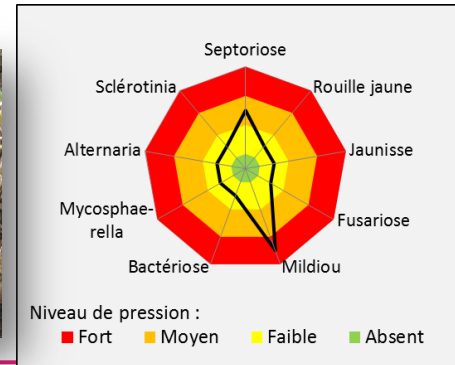 Septoriose
Sclérotinia
Rouille jaune
Alternaria
Jaunisse
Mycosphae-
rella
Fusariose
Bactériose
Mildiou
Niveau de pression :
Fort
Moyen
Faible
Absent